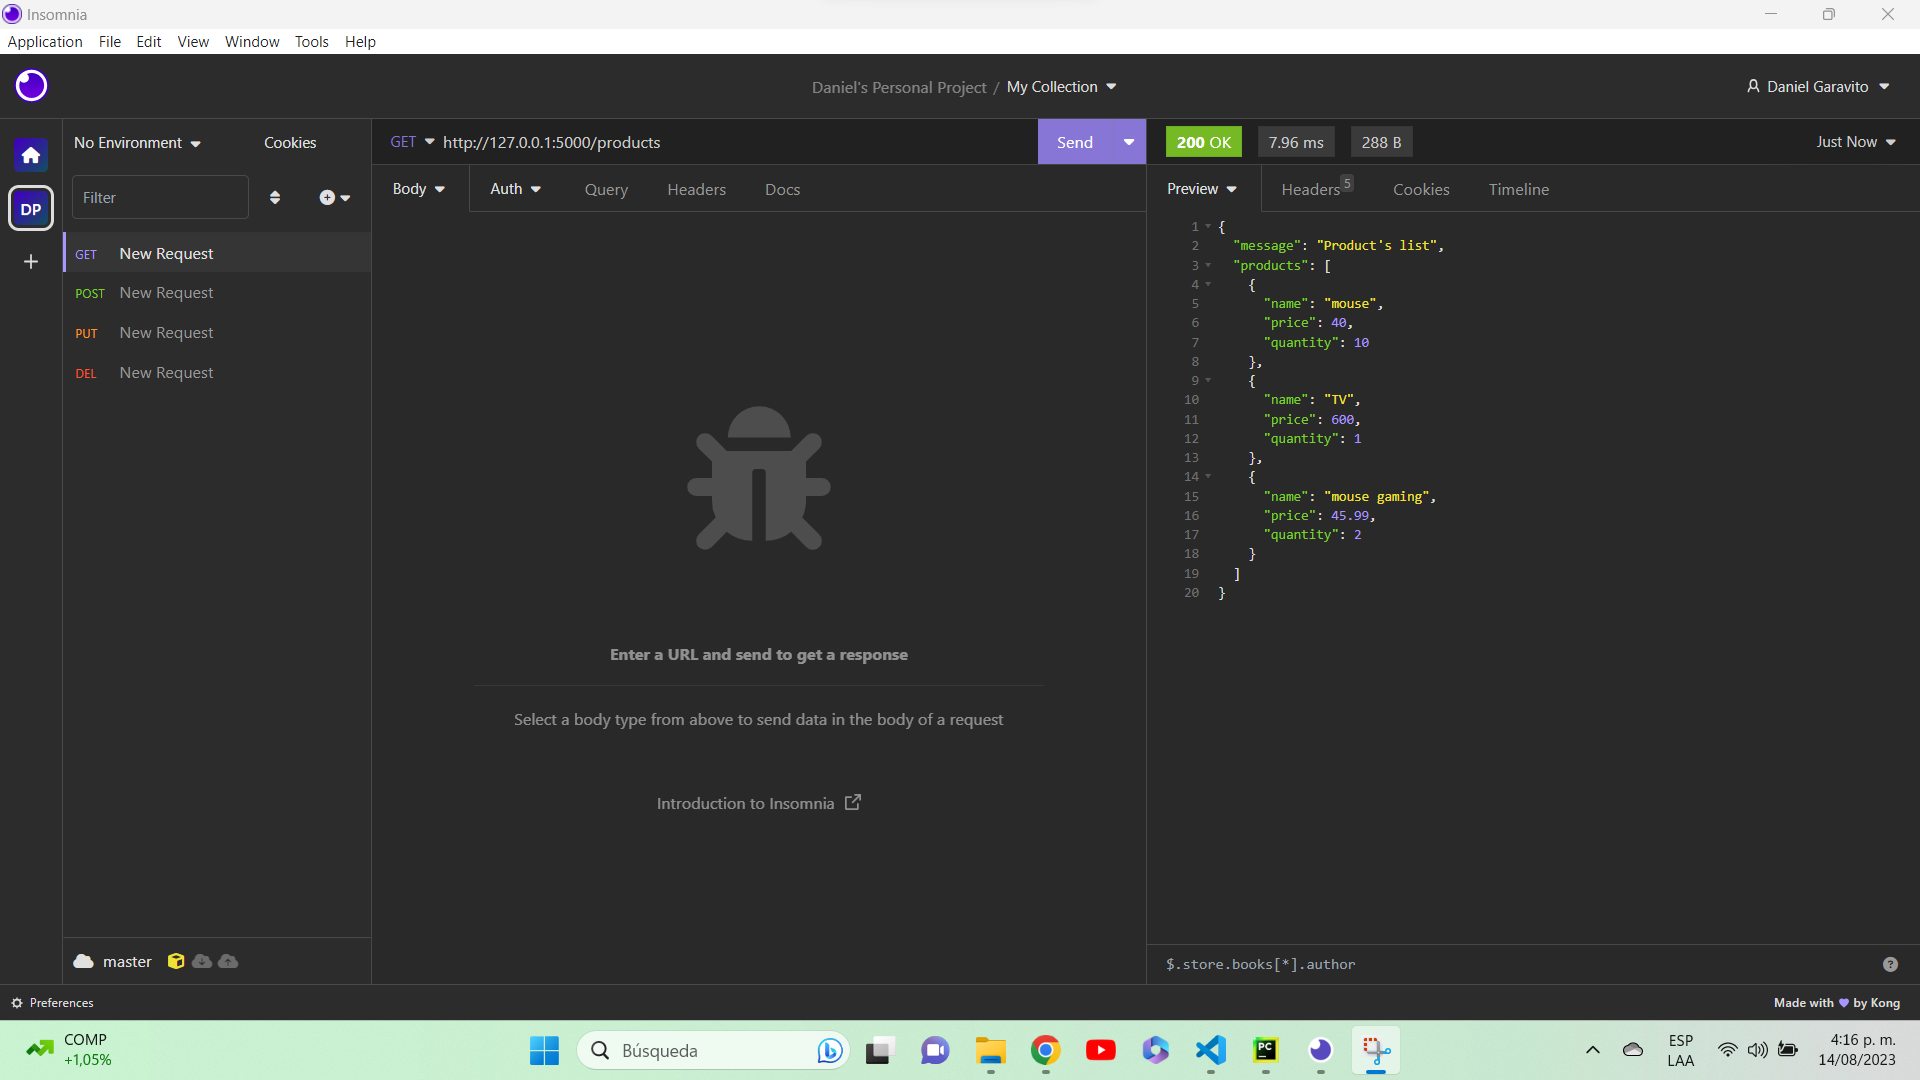 Insomnia
Application File Edit View Window Tools Help
Daniel's Personal Project / My Collection
Daniel Garavito
No Environment Cookies
GET http://127.0.0.1:5000/products Send
200 OK 7.96 ms 288 B Just Now
DP
Filter
Body Auth Query Headers Docs
Preview Headers 5 Cookies Timeline
GET New Request
POST New Request
PUT New Request
DEL New Request
Enter a URL and send to get a response
Select a body type from above to send data in the body of a request
Introduction to Insomnia
1 {
2 "message": "Product's list",
3 "products": [
4 {
5 "name": "mouse",
6 "price": 40,
7 "quantity": 10
8 },
9 {
10 "name": "TV",
11 "price": 600,
12 "quantity": 1
13 },
14 {
15 "name": "mouse gaming",
16 "price": 45.99,
17 "quantity": 2
18 }
19 ]
20 }
master
$.store.books[*].author ?
Preferences
Made with by Kong
COMP
+1,05%
Búsqueda
PC
ESP
LAA
4:16 p. m.
14/08/2023